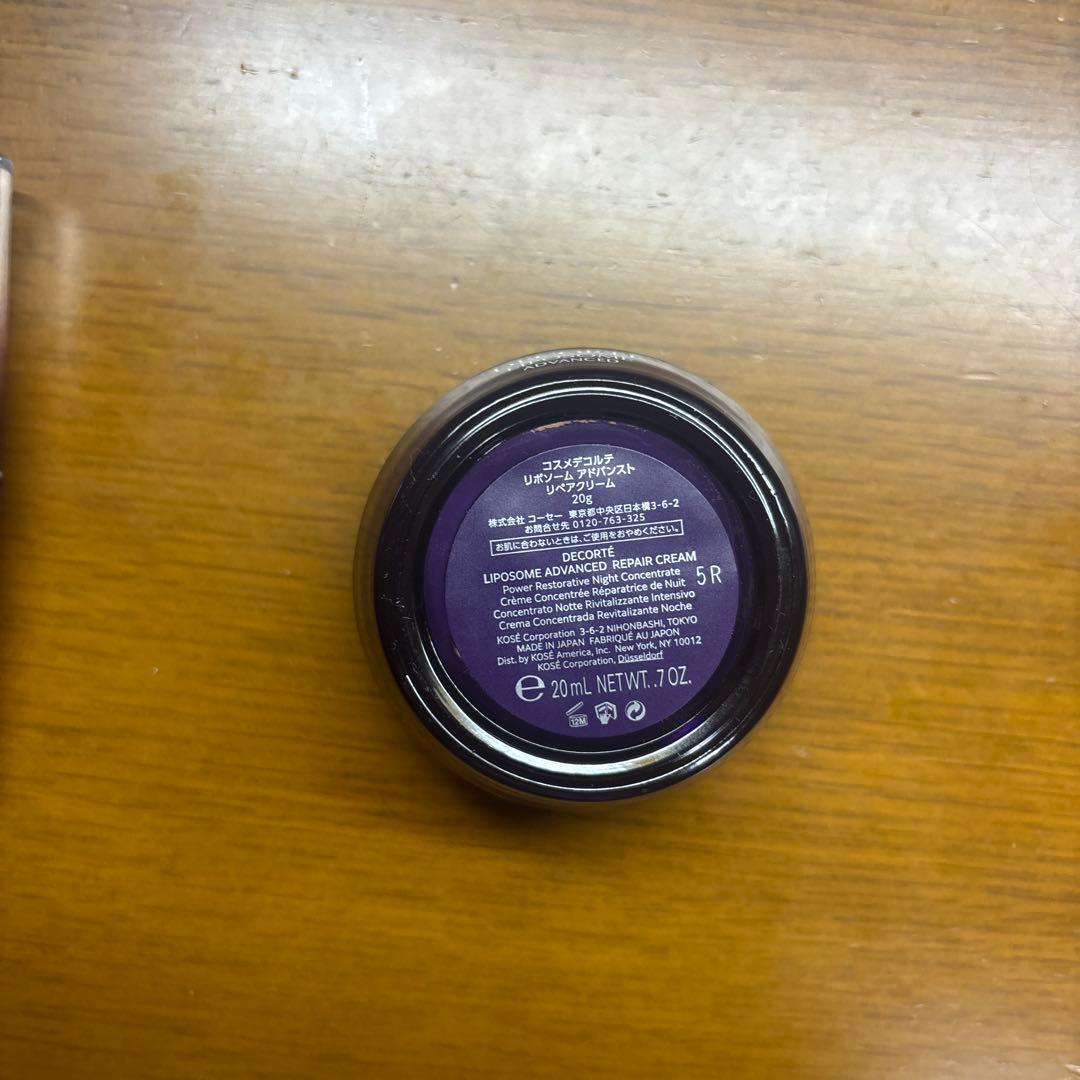 ADVANCED
コスメデコルテ
リポソーム アドバンスト
リペアクリーム
20g
株式会社 コーセー 東京都中央区日本橋3-6-2
お問合せ先 0120-763-325
お肌に合わないときは、ご使用をおやめください。
DECORTÉ
LIPOSOME ADVANCED REPAIR CREAM
Power Restorative Night Concentrate
5R
Crème Concentrée Réparatrice de Nuit
Concentrato Notte Rivitalizzante Intensivo
Crema Concentrada Revitalizante Noche
KOSÉ Corporation 3-6-2 NIHONBASHI, TOKYO
MADE IN JAPAN FABRIQUÉ AU JAPON
Dist. by KOSÉ America, Inc. New York, NY 10012
KOSÉ Corporation, Düsseldorf
e 20mL NET WT. .7 OZ.
12M